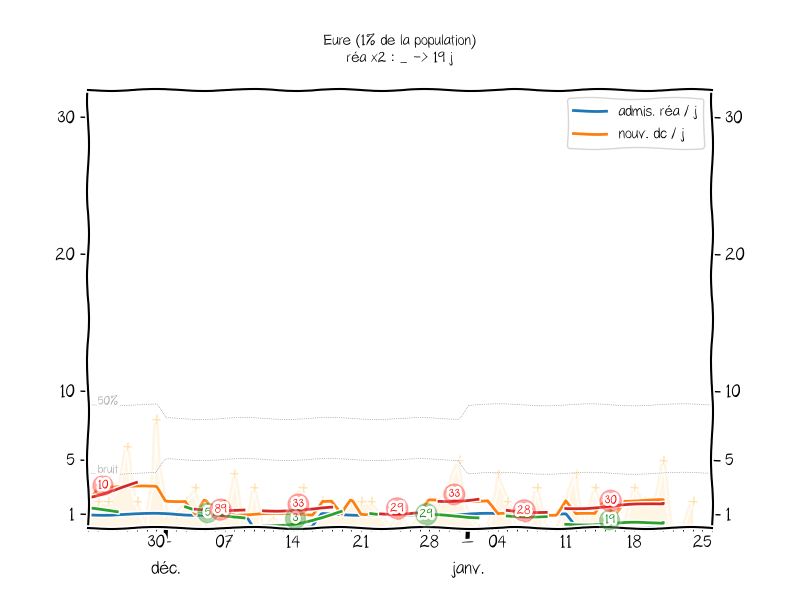 Eure (1% de la population)
réa x2 : _ -> 19 j
admis. réa / j
nouv. dc / j
30 30
20 20
10 10
50%
5 5
bruit
10 5 89 33 3 29 29 33 28 30 19
1 1
30 07 14 21 28 04 11 18 25
déc. janv.